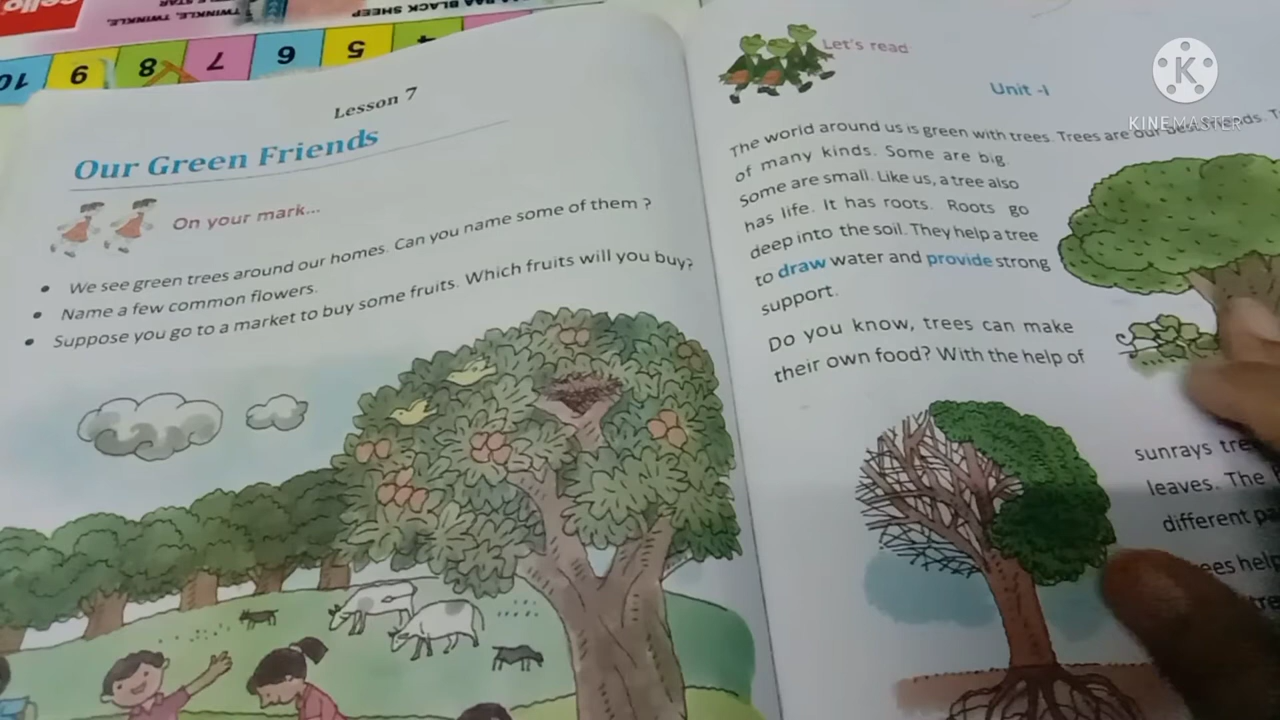 cello
TWINKLE, TWINKLE,
STAR
BLACK SHEEP
10 9 8 7 6 5 4
Lesson 7
Our Green Friends
On your mark...
• We see green trees around our homes. Can you name some of them ?
• Name a few common flowers.
• Suppose you go to a market to buy some fruits. Which fruits will you buy?
Let's read
Unit -I
The world around us is green with trees. Trees are our best friends.
of many kinds. Some are big.
Some are small. Like us, a tree also
has life. It has roots. Roots go
deep into the soil. They help a tree
to draw water and provide strong
support.
Do you know, trees can make
their own food? With the help of
sunrays
leaves. The
different
help
K
KINEMASTER